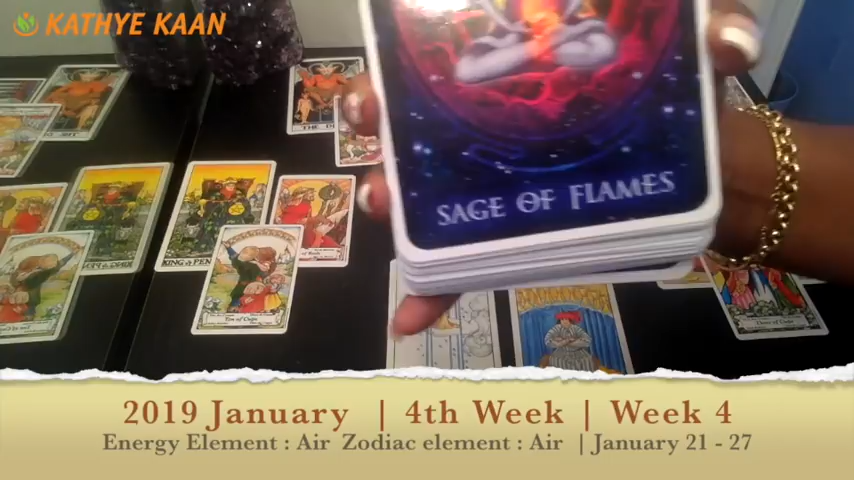 KATHYE KAAN
SAGE OF FLAMES
KING of PEN
Ten of Cups
2019 January | 4th Week | Week 4
Energy Element : Air Zodiac element : Air | January 21 - 27